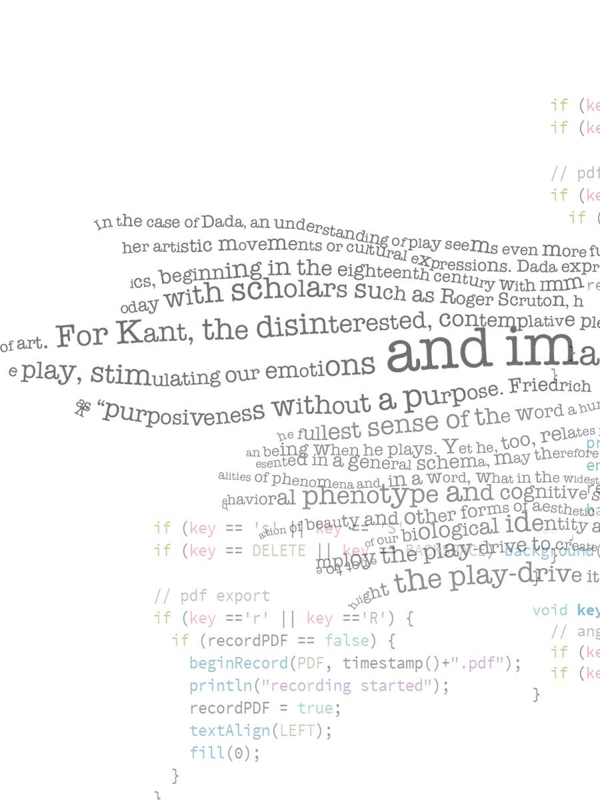 if (ke
if (ke
// pdf
if (ke
if (
In the case of Dada, an understanding of play seems even more fu
her artistic movements or cultural expressions. Dada expr
ics, beginning in the eighteenth century with imm
oday with scholars such as Roger Scruton, h
of art. For Kant, the disinterested, contemplative ple
e play, stimulating our emotions and ima
“purposiveness without a purpose. Friedrich
he fullest sense of the word a hu
an being when he plays. Yet he, too, relates
esented in a general schema, may therefore
alities of phenomena and, in a word, what in the widest
havioral phenotype and cognitive
ation of beauty and other forms of aesthetic
of our biological identity a
mploy the play-drive to create
might the play-drive it
if (key == 'S' || key == 'S'
if (key == DELETE || key == BACKSPACE) background(
// pdf export
if (key =='r' || key =='R') {
if (recordPDF == false) {
beginRecord(PDF, timestamp()+".pdf");
println("recording started");
recordPDF = true;
textAlign(LEFT);
fill(0);
}
}
void key
// ang
if (ke
if (ke
}